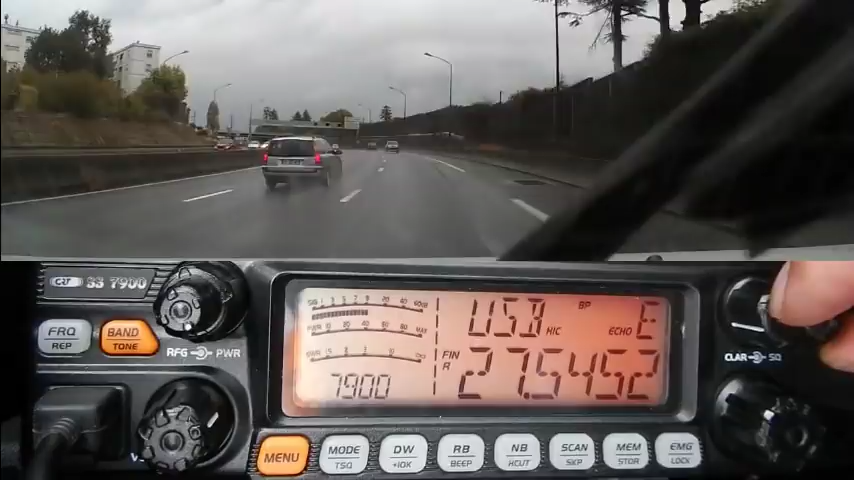 CRT SS 7900
FRQ
REP
BAND
TONE
RFG PWR
USB HIC BP ECHO E
FIN
R
27.5452
7900
CLAR SQ
MENU
MODE
TSQ
DW
+10K
RB
BEEP
NB
HCUT
SCAN
SKP
MEM
STOR
EMG
LOCK